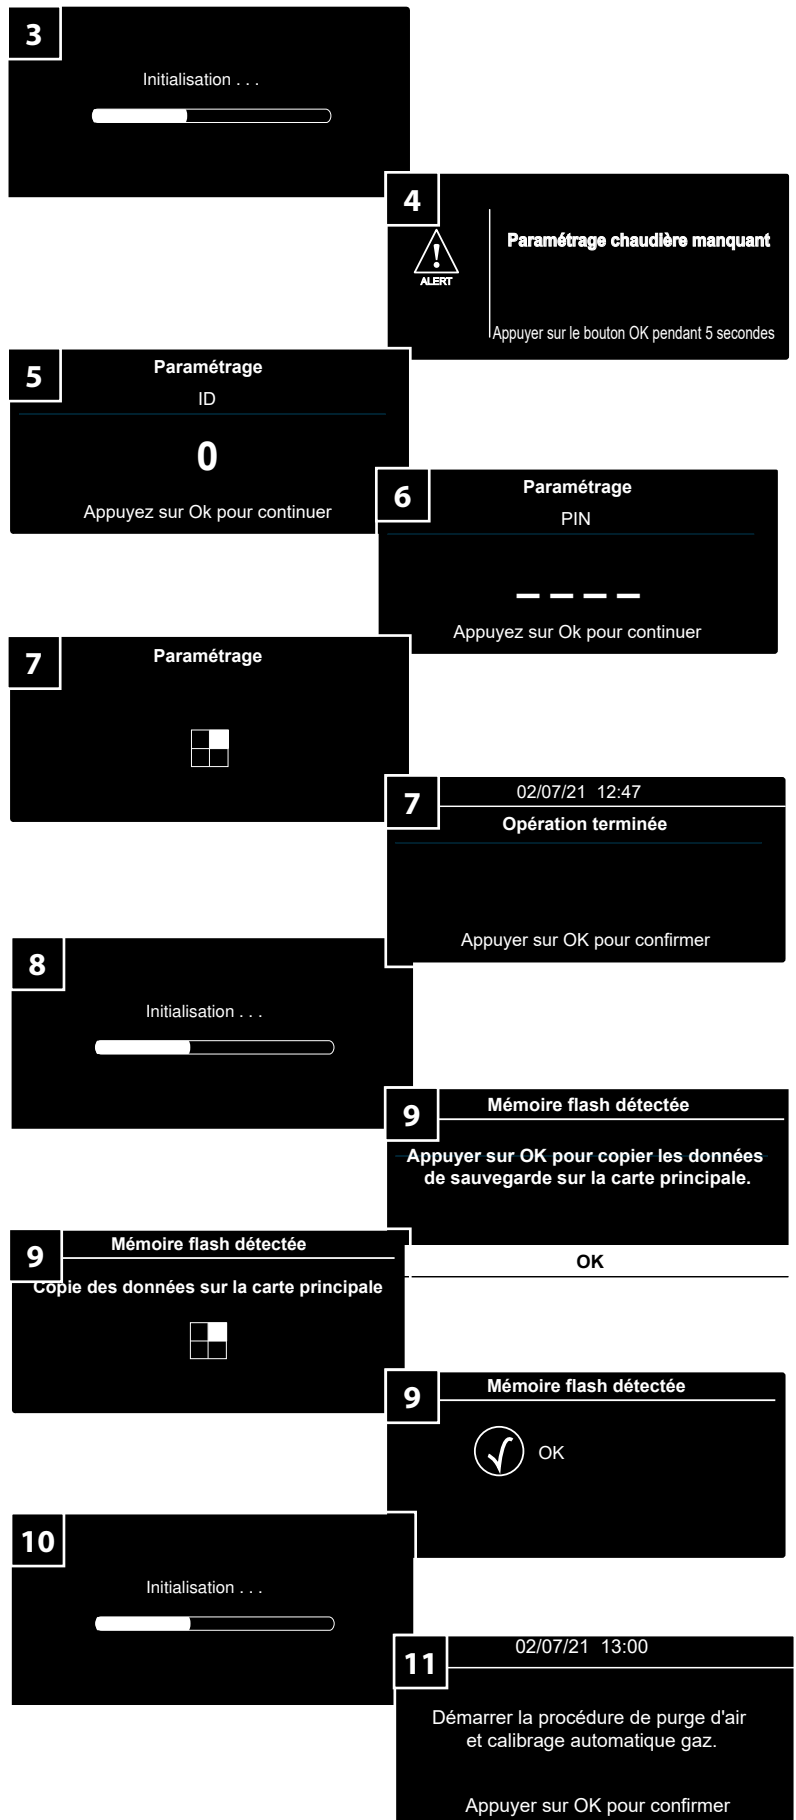 3
Initialisation . . .
4
Paramétrage chaudière manquant
ALERT
Appuyer sur le bouton OK pendant 5 secondes
5
Paramétrage
ID
0
Appuyez sur Ok pour continuer
6
Paramétrage
PIN
_ _ _ _
Appuyez sur Ok pour continuer
7
Paramétrage
7
02/07/21 12:47
Opération terminée
Appuyer sur OK pour confirmer
8
Initialisation . . .
9
Mémoire flash détectée
Appuyer sur OK pour copier les données
de sauvegarde sur la carte principale.
OK
9
Mémoire flash détectée
Copie des données sur la carte principale
9
Mémoire flash détectée
OK
10
Initialisation . . .
11
02/07/21 13:00
Démarrer la procédure de purge d'air
et calibrage automatique gaz.
Appuyer sur OK pour confirmer